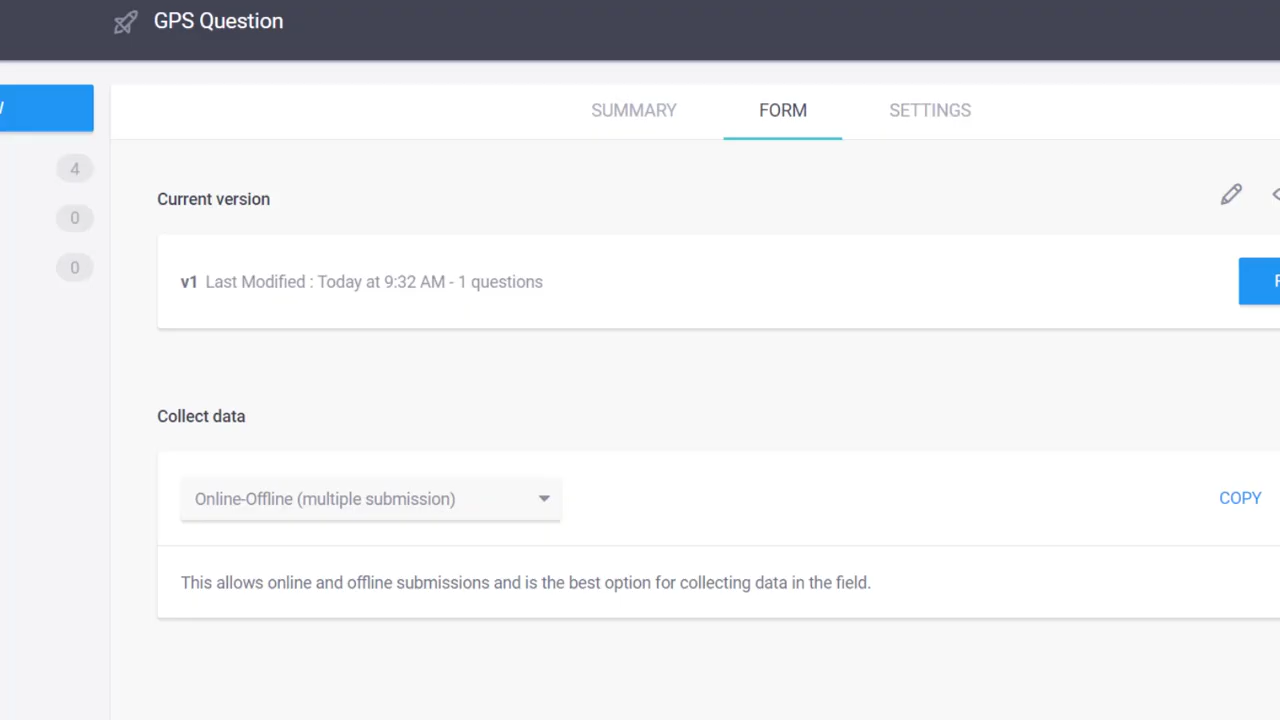 GPS Question
SUMMARY
FORM
SETTINGS
4
0
0
Current version
v1 Last Modified : Today at 9:32 AM - 1 questions
Collect data
Online-Offline (multiple submission)
COPY
This allows online and offline submissions and is the best option for collecting data in the field.